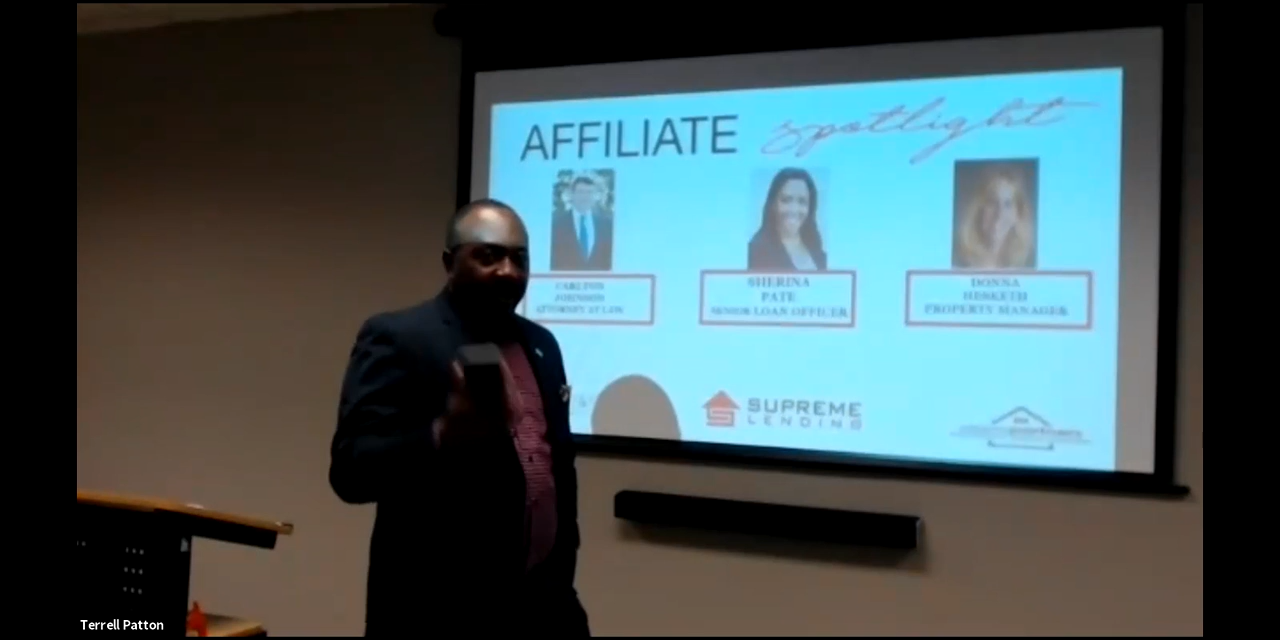 AFFILIATE spotlight
CARLTON
JOHNSON
ATTORNEY AT LAW
SHERINA
PATE
SENIOR LOAN OFFICER
DONNA
HESKETH
PROPERTY MANAGER
SUPREME
LENDING
Terrell Patton